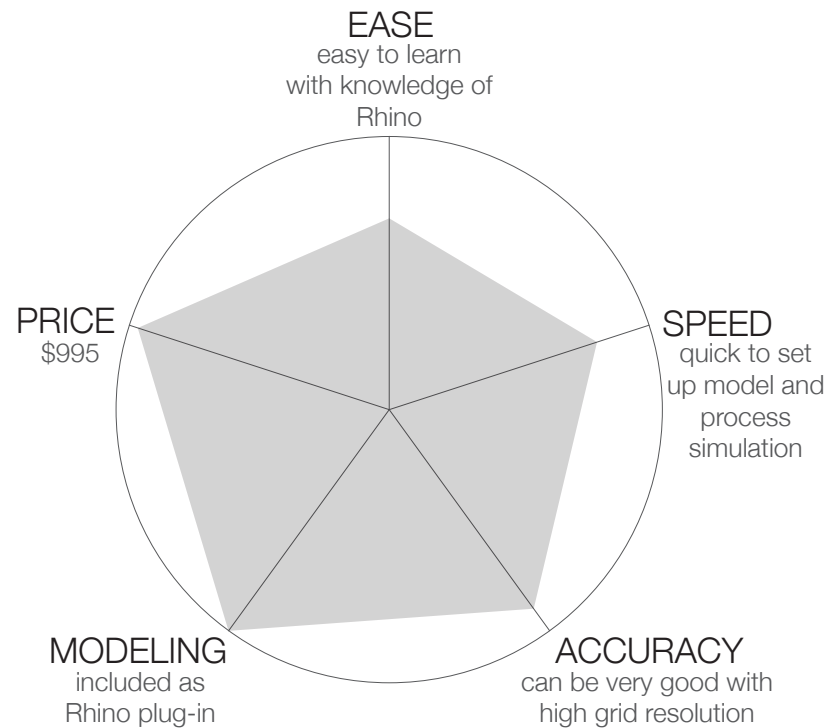 EASE
easy to learn
with knowledge of
Rhino
PRICE
$995
SPEED
quick to set
up model and
process
simulation
MODELING
included as
Rhino plug-in
ACCURACY
can be very good with
high grid resolution